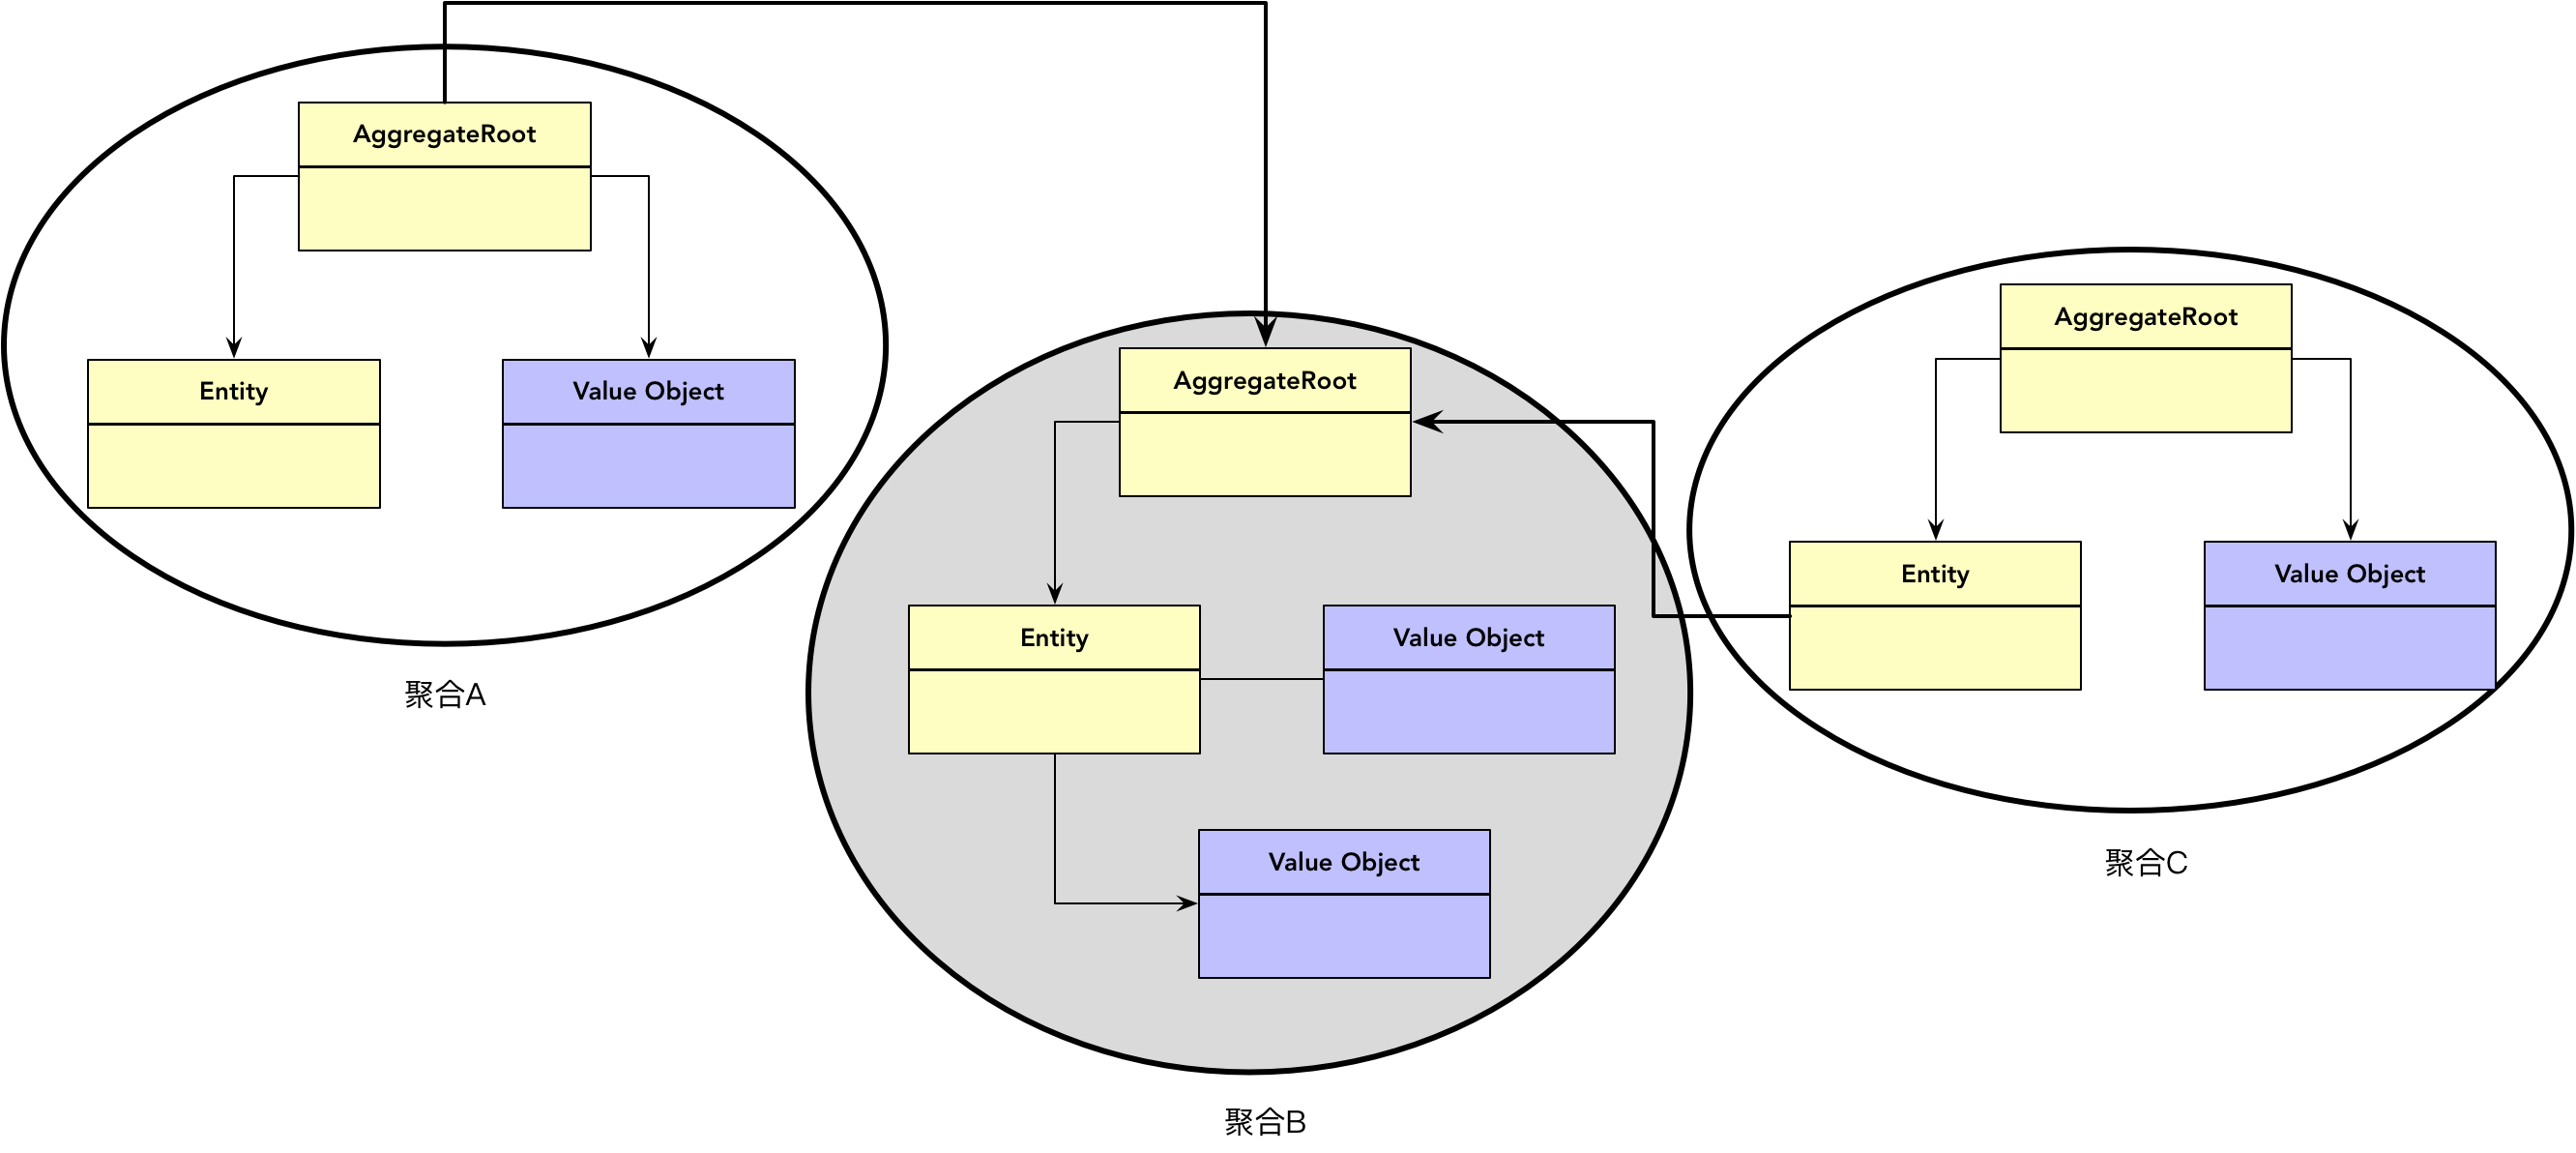 AggregateRoot
Entity
Value Object
聚合A
AggregateRoot
Entity
Value Object
Value Object
聚合B
AggregateRoot
Entity
Value Object
聚合C